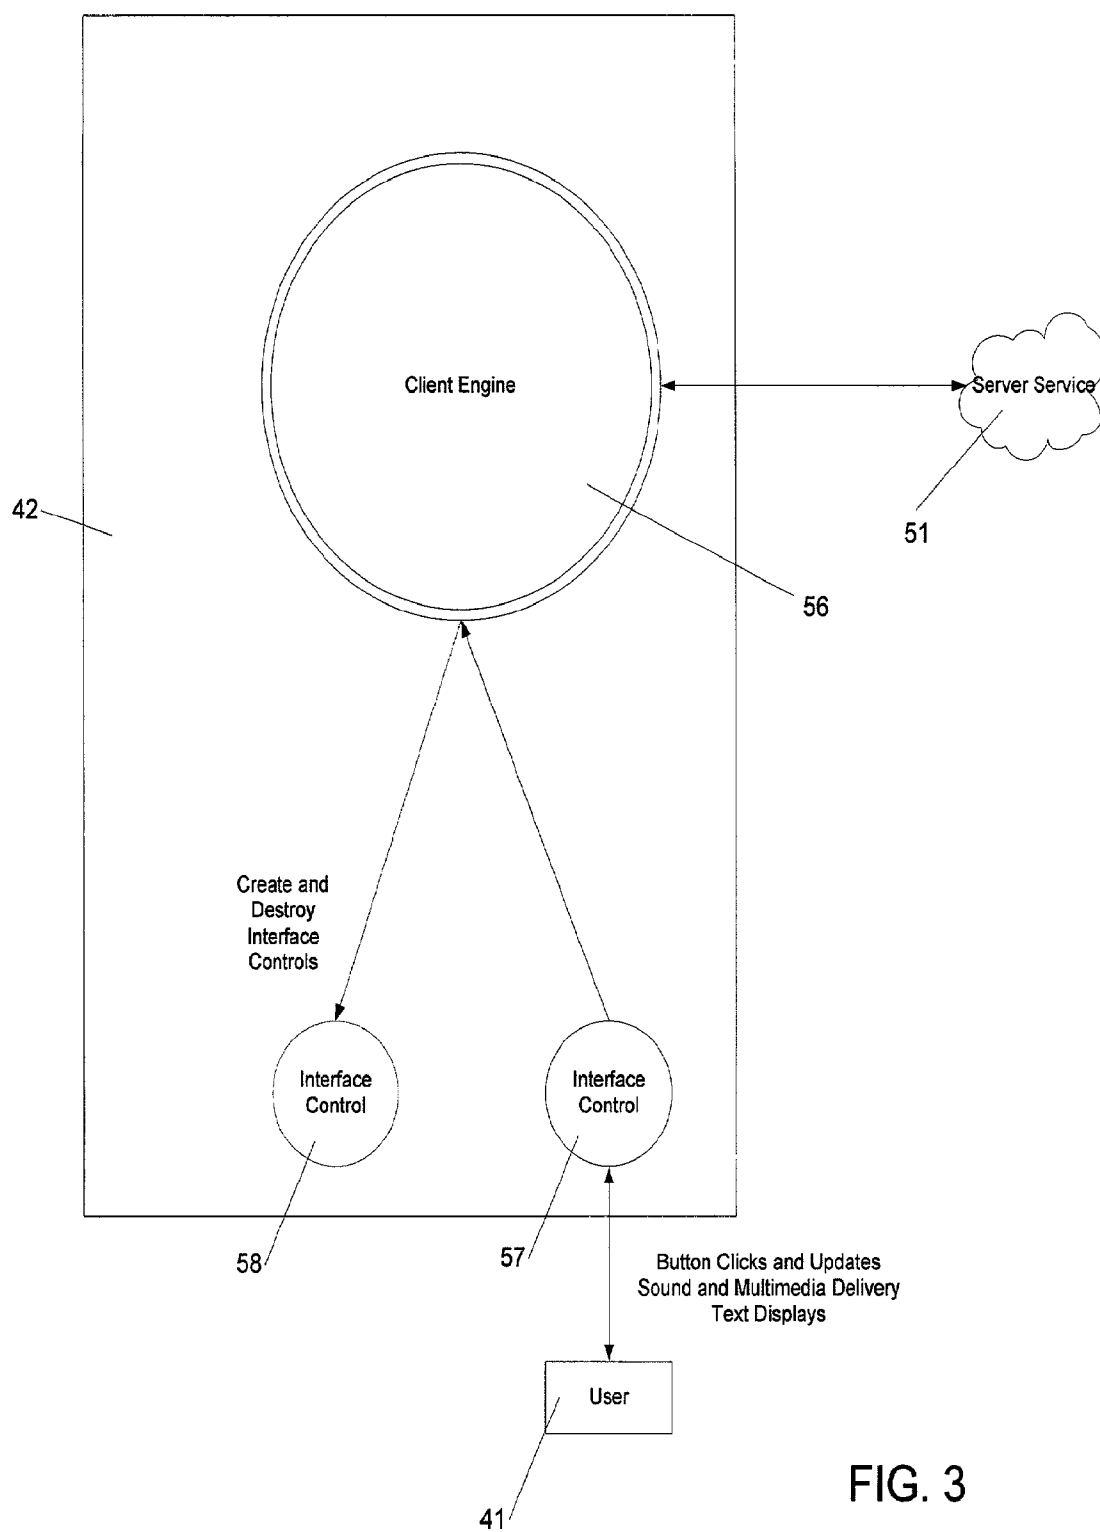 Client Engine
Server Service
42
51
56
Create and
Destroy
Interface
Controls
Interface
Control
Interface
Control
58
57
Button Clicks and Updates
Sound and Multimedia Delivery
Text Displays
User
41
FIG. 3